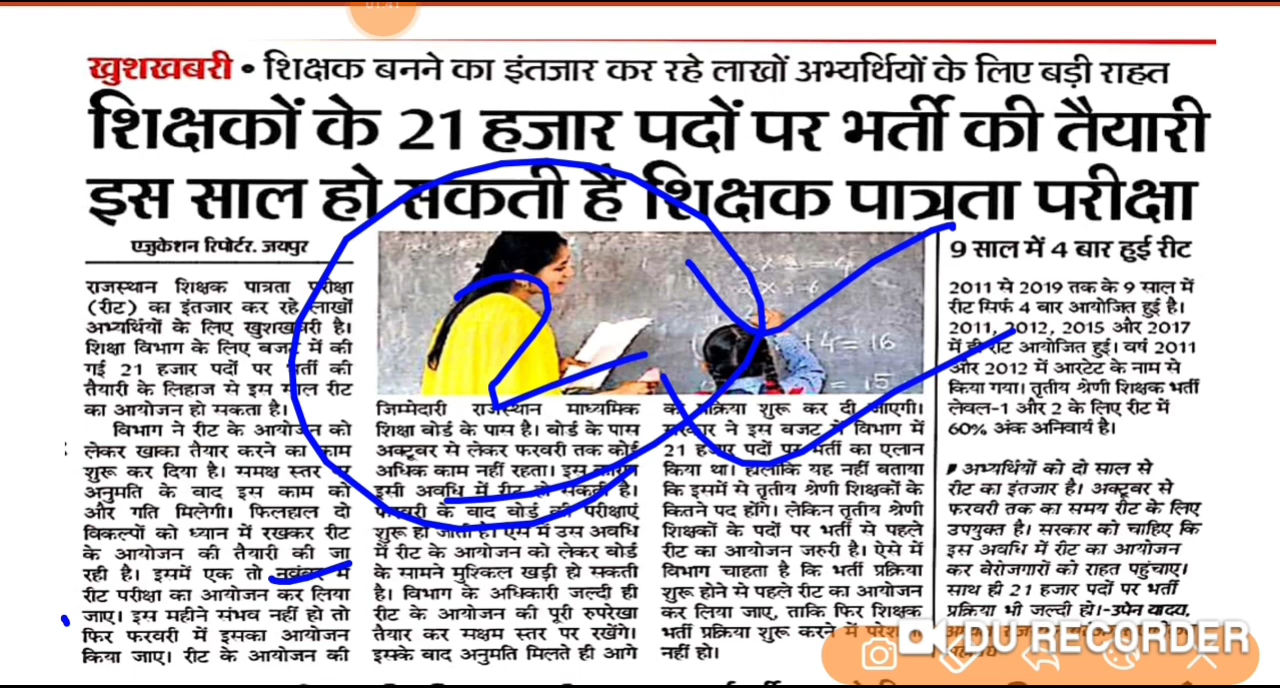 01:41
खुशखबरी • शिक्षक बनने का इंतजार कर रहे लाखों अभ्यर्थियों के लिए बड़ी राहत
शिक्षकों के 21 हजार पदों पर भर्ती की तैयारी
इस साल हो सकती है शिक्षक पात्रता परीक्षा
एजुकेशन रिपोर्टर. जयपुर
राजस्थान शिक्षक पात्रता परीक्षा
(रीट) का इंतजार कर रहे लाखों
अभ्यर्थियों के लिए खुशखबरी है।
शिक्षा विभाग के लिए बजट में की
गई 21 हजार पदों पर भर्ती की
तैयारी के लिहाज से इस साल रीट
का आयोजन हो सकता है।
विभाग ने रीट के आयोजन को
लेकर खाका तैयार करने का काम
शुरू कर दिया है। समक्ष स्तर पर
अनुमति के बाद इस काम को
और गति मिलेगी। फिलहाल दो
विकल्पों को ध्यान में रखकर रीट
के आयोजन की तैयारी की जा
रही है। इसमें एक तो नवंबर में
रीट परीक्षा का आयोजन कर लिया
जाए। इस महीने संभव नहीं हो तो
फिर फरवरी में इसका आयोजन
किया जाए। रीट के आयोजन की
जिम्मेदारी राजस्थान माध्यमिक
शिक्षा बोर्ड के पास है। बोर्ड के पास
अक्टूबर से लेकर फरवरी तक कोई
अधिक काम नहीं रहता। इस कारण
इसी अवधि में रीट हो सकती है।
फरवरी के बाद बोर्ड की परीक्षाएं
शुरू हो जाती है। ऐसे में उस अवधि
में रीट के आयोजन को लेकर बोर्ड
के सामने मुश्किल खड़ी हो सकती
है। विभाग के अधिकारी जल्दी ही
रीट के आयोजन की पूरी रुपरेखा
तैयार कर सक्षम स्तर पर रखेंगे।
इसके बाद अनुमति मिलते ही आगे
की प्रक्रिया शुरू कर दी जाएगी।
सरकार ने इस बजट में विभाग में
21 हजार पदों पर भर्ती का एलान
किया था। हालांकि यह नहीं बताया
कि इसमें से तृतीय श्रेणी शिक्षकों के
कितने पद होंगे। लेकिन तृतीय श्रेणी
शिक्षकों के पदों पर भर्ती से पहले
रीट का आयोजन जरुरी है। ऐसे में
विभाग चाहता है कि भर्ती प्रक्रिया
शुरू होने से पहले रीट का आयोजन
कर लिया जाए, ताकि फिर शिक्षक
भर्ती प्रक्रिया शुरू करने में परेशानी
नहीं हो।
= 16
= 15
9 साल में 4 बार हुई रीट
2011 से 2019 तक के 9 साल में
रीट सिर्फ 4 बार आयोजित हुई है।
2011, 2012, 2015 और 2017
में ही रीट आयोजित हुई। वर्ष 2011
और 2012 में आरटेट के नाम से
किया गया। तृतीय श्रेणी शिक्षक भर्ती
लेवल-1 और 2 के लिए रीट में
60% अंक अनिवार्य है।
अभ्यर्थियों को दो साल से
रीट का इंतजार है। अक्टूबर से
फरवरी तक का समय रीट के लिए
उपयुक्त है। सरकार को चाहिए कि
इस अवधि में रीट का आयोजन
कर बेरोजगारों को राहत पहुंचाए।
साथ ही 21 हजार पदों पर भर्ती
प्रक्रिया भी जल्दी हो।-उपेन यादव,
DU RECORDER